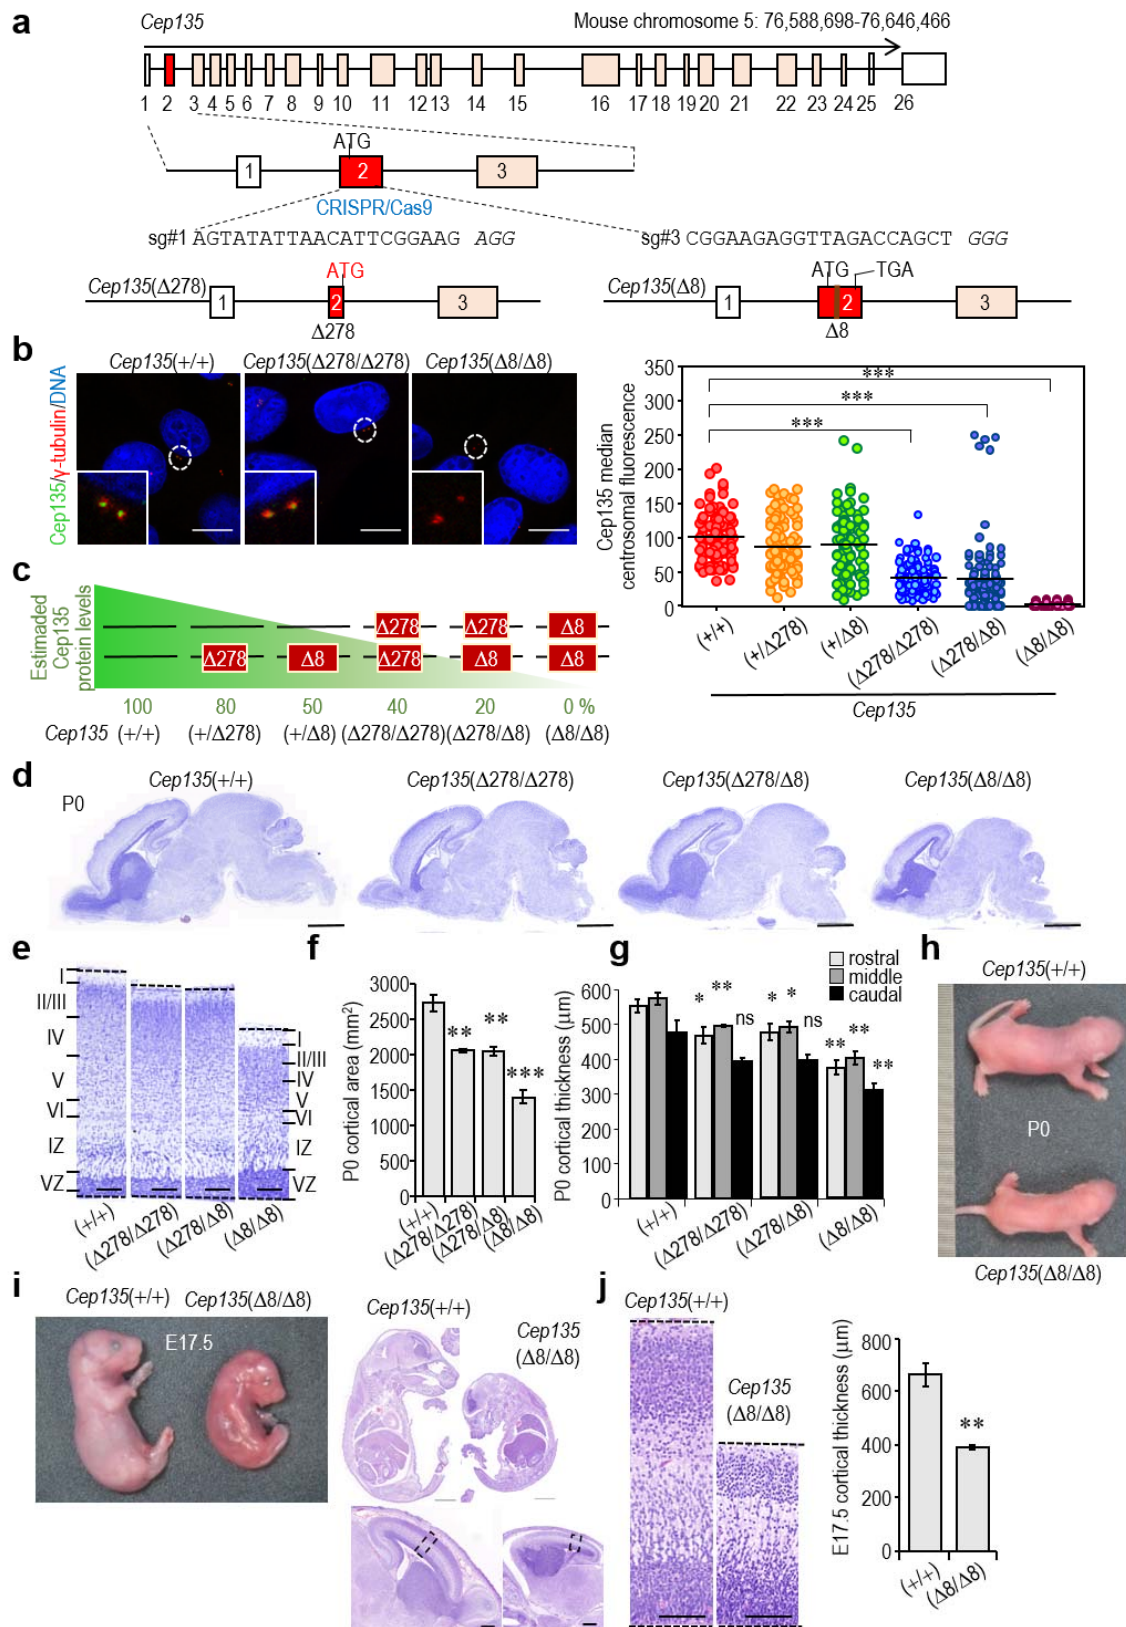 a
Cep135
Mouse chromosome 5: 76,588,698-76,646,466
1 2 3 4 5 6 7 8 9 10 11 12 13 14 15 16 17 18 19 20 21 22 23 24 25 26
ATG
1 2 3
CRISPR/Cas9
sg#1 AGTATATTAACATTCGGAAG AGG
sg#3 CGGAAGAGGTTAGACCAGCT GGG
ATG
Cep135(Δ278) 1 2 3
Δ278
ATG TGA
Cep135(Δ8) 1 2 3
Δ8
b
Cep135(+/+)
Cep135(Δ278/Δ278)
Cep135(Δ8/Δ8)
Cep135/γ-tubulin/DNA
Cep135 median
centrosomal fluorescence
350
300
250
200
150
100
50
0
***
***
***
(+/+)
(+/Δ278)
(+/Δ8)
(Δ278/Δ278)
(Δ278/Δ8)
(Δ8/Δ8)
Cep135
c
Estimaded
Cep135
protein levels
Δ278 Δ278 Δ8
Δ278 Δ8 Δ278 Δ8 Δ8
100 80 50 40 20 0 %
Cep135 (+/+) (+/Δ278) (+/Δ8) (Δ278/Δ278) (Δ278/Δ8) (Δ8/Δ8)
d
P0
Cep135(+/+)
Cep135(Δ278/Δ278)
Cep135(Δ278/Δ8)
Cep135(Δ8/Δ8)
e
I
II/III
IV
V
VI
IZ
VZ
I
II/III
IV
V
VI
IZ
VZ
(+/+)
(Δ278/Δ278)
(Δ278/Δ8)
(Δ8/Δ8)
f
P0 cortical area (mm2)
3000
2500
2000
1500
1000
500
0
**
**
***
(+/+)
(Δ278/Δ278)
(Δ278/Δ8)
(Δ8/Δ8)
g
rostral
middle
caudal
P0 cortical thickness (μm)
600
500
400
300
200
100
0
* ** ns
* * ns
** ** **
(+/+)
(Δ278/Δ278)
(Δ278/Δ8)
(Δ8/Δ8)
h
Cep135(+/+)
P0
Cep135(Δ8/Δ8)
i
Cep135(+/+)
Cep135(Δ8/Δ8)
E17.5
Cep135(+/+)
Cep135
(Δ8/Δ8)
j
Cep135(+/+)
Cep135
(Δ8/Δ8)
E17.5 cortical thickness (μm)
800
600
400
200
0
**
(+/+)
(Δ8/Δ8)